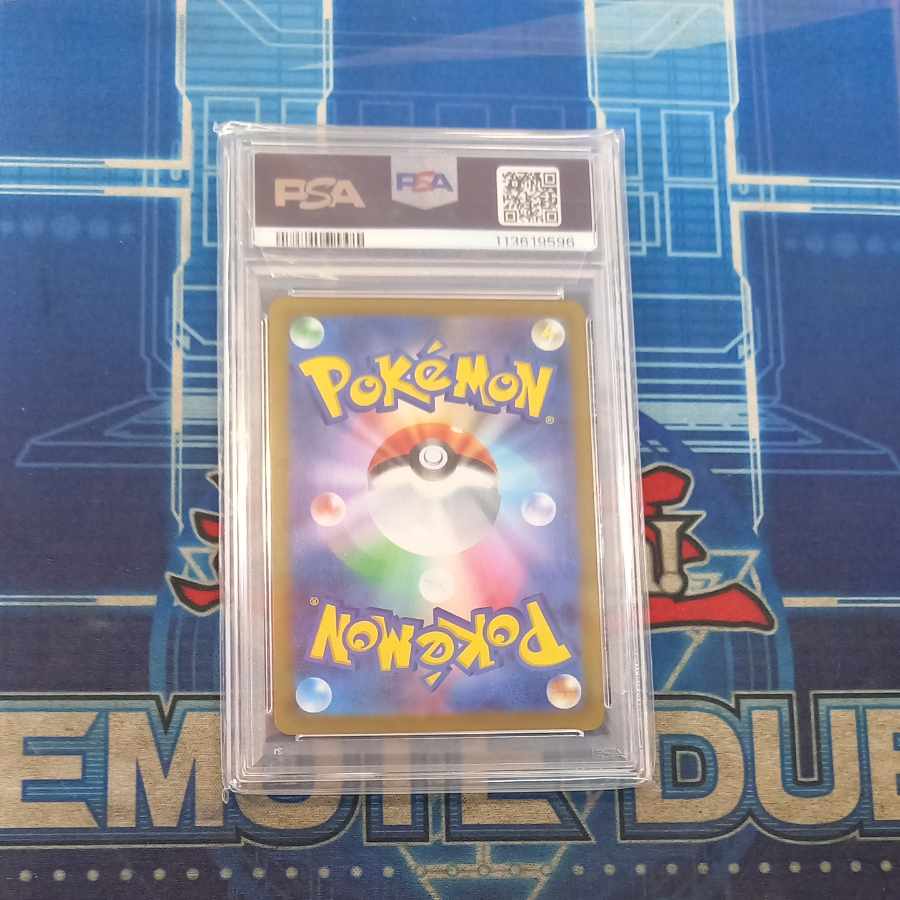 PSA PSA
113619596
POKéMON®
POKéMON®
EMOTE DUE